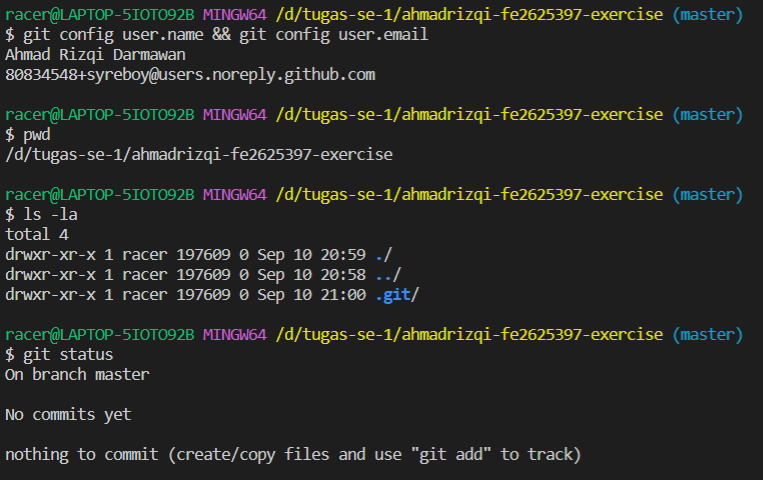 racer@LAPTOP-5IOTO92B MINGW64 /d/tugas-se-1/ahmadrizqi-fe2625397-exercise (master)
$ git config user.name && git config user.email
Ahmad Rizqi Darmawan
80834548+syreboy@users.noreply.github.com
racer@LAPTOP-5IOTO92B MINGW64 /d/tugas-se-1/ahmadrizqi-fe2625397-exercise (master)
$ pwd
/d/tugas-se-1/ahmadrizqi-fe2625397-exercise
racer@LAPTOP-5IOTO92B MINGW64 /d/tugas-se-1/ahmadrizqi-fe2625397-exercise (master)
$ ls -la
total 4
drwxr-xr-x 1 racer 197609 0 Sep 10 20:59 ./
drwxr-xr-x 1 racer 197609 0 Sep 10 20:58 ../
drwxr-xr-x 1 racer 197609 0 Sep 10 21:00 .git/
racer@LAPTOP-5IOTO92B MINGW64 /d/tugas-se-1/ahmadrizqi-fe2625397-exercise (master)
$ git status
On branch master
No commits yet
nothing to commit (create/copy files and use "git add" to track)